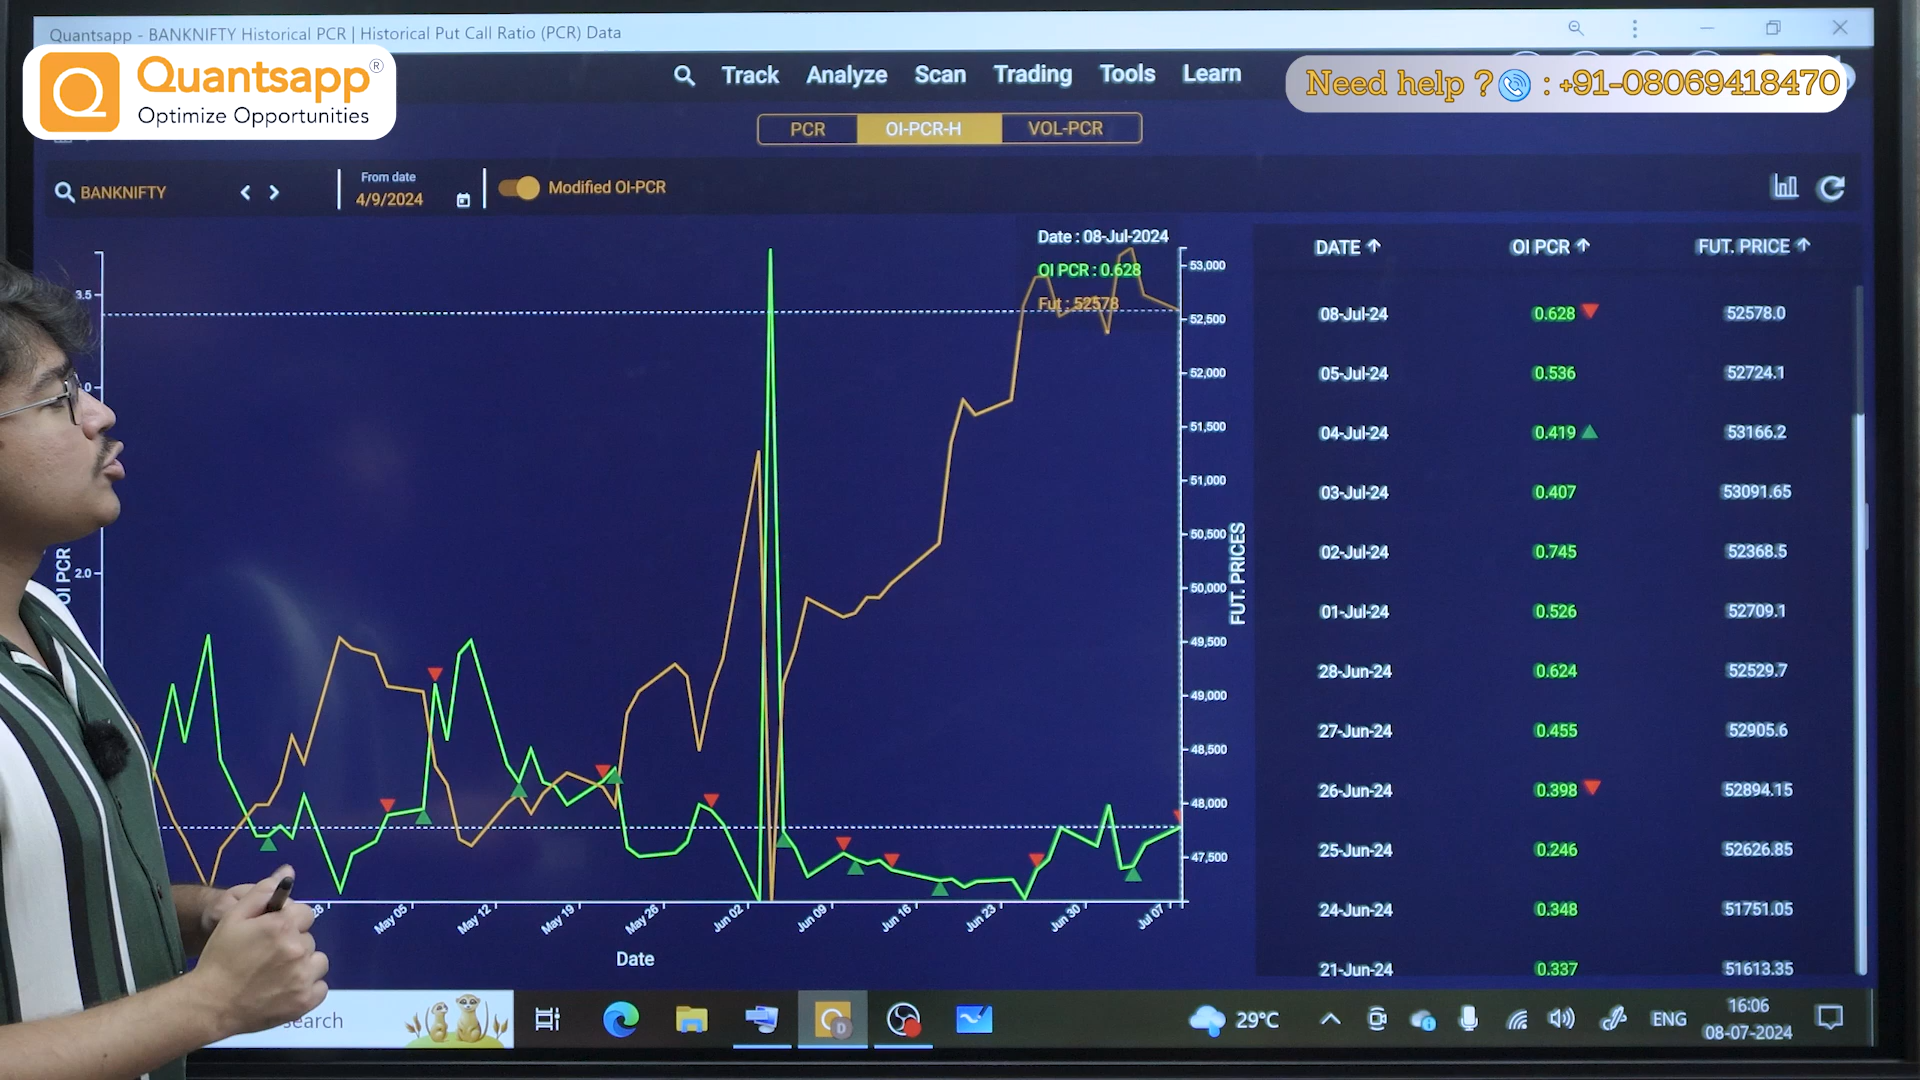 Quantsapp - BANKNIFTY Historical PCR | Historical Put Call Ratio (PCR) Data
Quantsapp®
Optimize Opportunities
Track Analyze Scan Trading Tools Learn
Need help ? : +91-08069418470
PCR OI-PCR-H VOL-PCR
BANKNIFTY
From date
4/9/2024
Modified OI-PCR
Date : 08-Jul-2024
OI PCR : 0.628
Fut : 52578
3.5
2.0
OI PCR
53,000
52,500
52,000
51,500
51,000
50,500
50,000
49,500
49,000
48,500
48,000
47,500
FUT. PRICES
May 05 May 12 May 19 May 26 Jun 02 Jun 09 Jun 16 Jun 23 Jun 30 Jul 07
Date
DATE OI PCR FUT. PRICE
08-Jul-24 0.628 52578.0
05-Jul-24 0.536 52724.1
04-Jul-24 0.419 53166.2
03-Jul-24 0.407 53091.65
02-Jul-24 0.745 52368.5
01-Jul-24 0.526 52709.1
28-Jun-24 0.624 52529.7
27-Jun-24 0.455 52905.6
26-Jun-24 0.398 52894.15
25-Jun-24 0.246 52626.85
24-Jun-24 0.348 51751.05
21-Jun-24 0.337 51613.35
search
29°C
ENG
16:06
08-07-2024